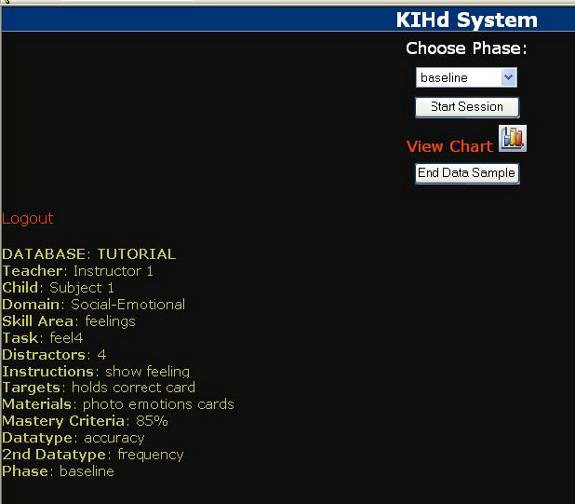 KIHd System
Choose Phase:
baseline
Start Session
View Chart
End Data Sample
Logout
DATABASE: TUTORIAL
Teacher: Instructor 1
Child: Subject 1
Domain: Social-Emotional
Skill Area: feelings
Task: feel4
Distractors: 4
Instructions: show feeling
Targets: holds correct card
Materials: photo emotions cards
Mastery Criteria: 85%
Datatype: accuracy
2nd Datatype: frequency
Phase: baseline